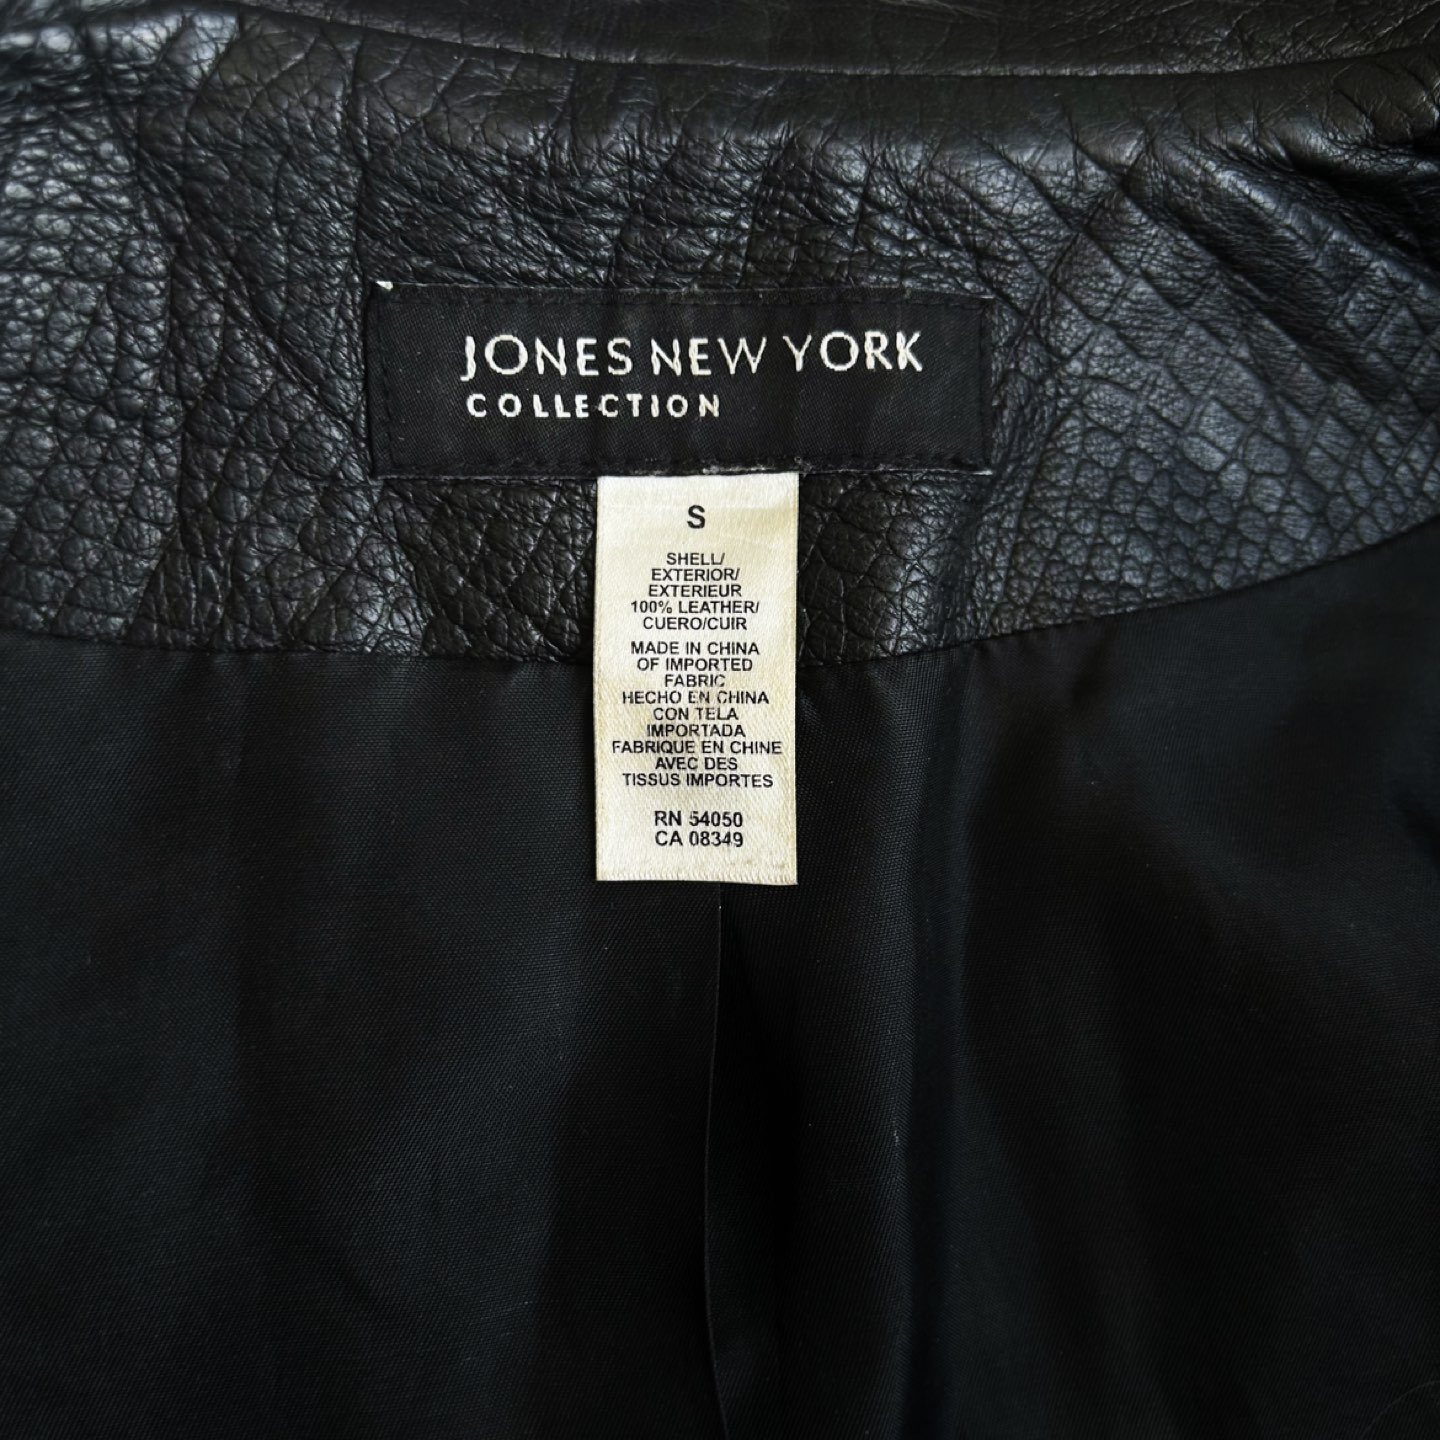 JONES NEW YORK
COLLECTION
S
SHELL/
EXTERIOR/
EXTERIEUR
100% LEATHER/
CUERO/CUIR
MADE IN CHINA
OF IMPORTED
FABRIC
HECHO EN CHINA
CON TELA
IMPORTADA
FABRIQUE EN CHINE
AVEC DES
TISSUS IMPORTES
RN 54050
CA 08349